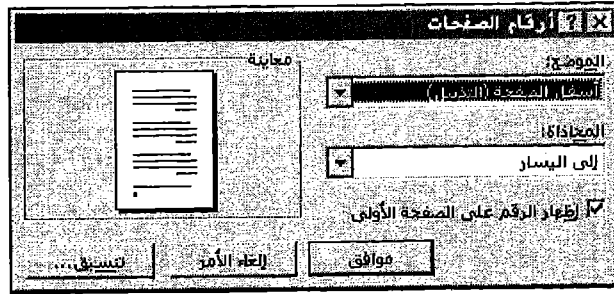 أرقام الصفحات
معاينة
الموضع:
أسفل الصفحة (التذييل)
المحاذاة:
إلى اليسار
إظهار الرقم على الصفحة الأولى
موافق
إلغاء الأمر
تنسيق...